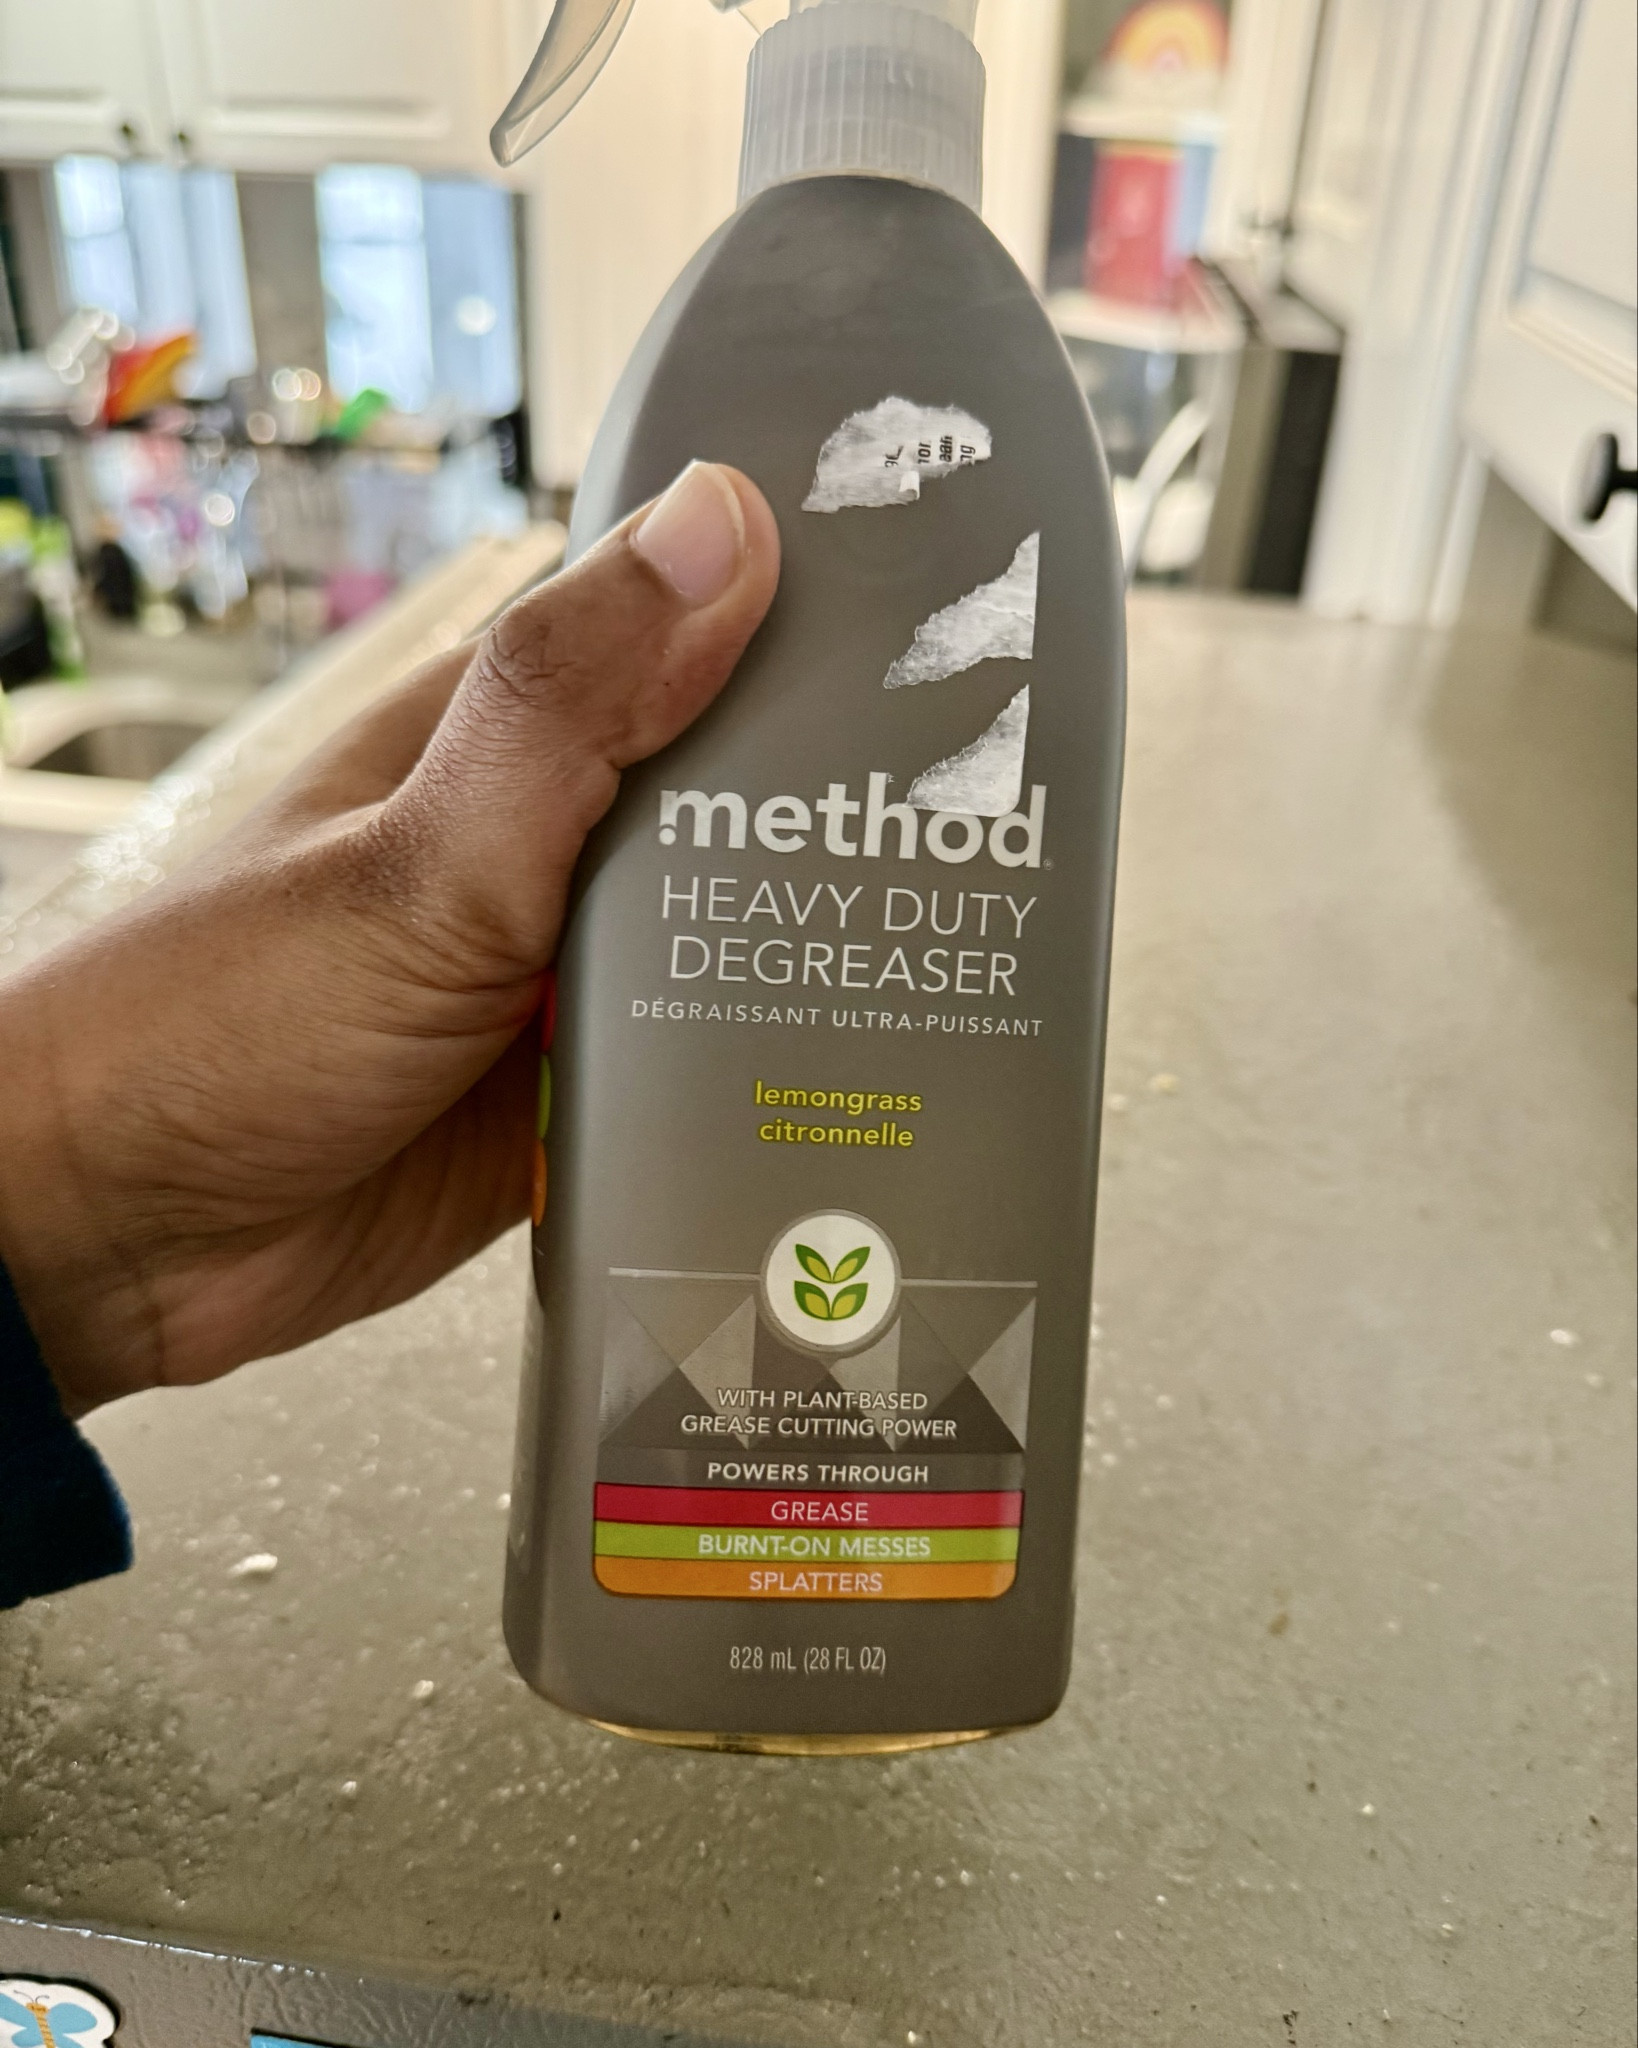 method
HEAVY DUTY
DEGREASER
DÉGRAISSANT ULTRA-PUISSANT
lemongrass
citronnelle
WITH PLANT-BASED
GREASE CUTTING POWER
POWERS THROUGH
GREASE
BURNT-ON MESSES
SPLATTERS
828 mL (28 FL OZ)